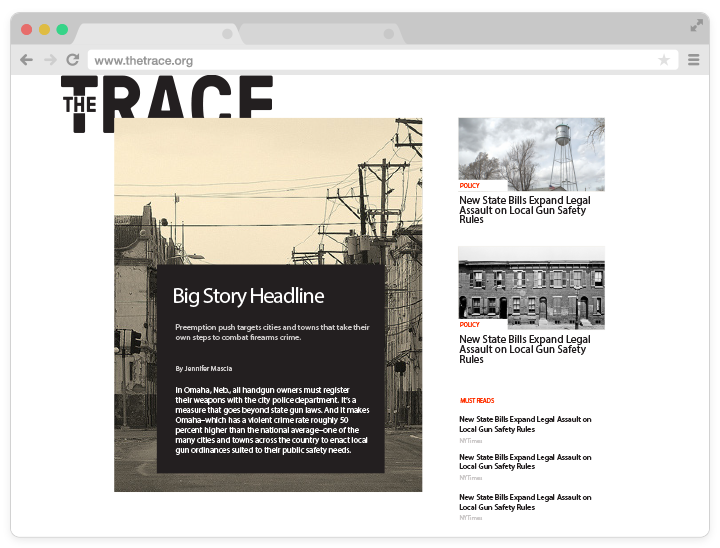 www.thetrace.org
THE TRACE
Big Story Headline
Preemption push targets cities and towns that take their
own steps to combat firearms crime.
By Jennifer Mascia
In Omaha, Neb., all handgun owners must register
their weapons with the city police department. It's a
measure that goes beyond state gun laws. And it makes
Omaha–which has a violent crime rate roughly 50
percent higher than the national average–one of the
many cities and towns across the country to enact local
gun ordinances suited to their public safety needs.
POLICY
New State Bills Expand Legal
Assault on Local Gun Safety
Rules
POLICY
New State Bills Expand Legal
Assault on Local Gun Safety
Rules
MUST READS
New State Bills Expand Legal Assault on
Local Gun Safety Rules
NYTimes
New State Bills Expand Legal Assault on
Local Gun Safety Rules
NYTimes
New State Bills Expand Legal Assault on
Local Gun Safety Rules
NYTimes